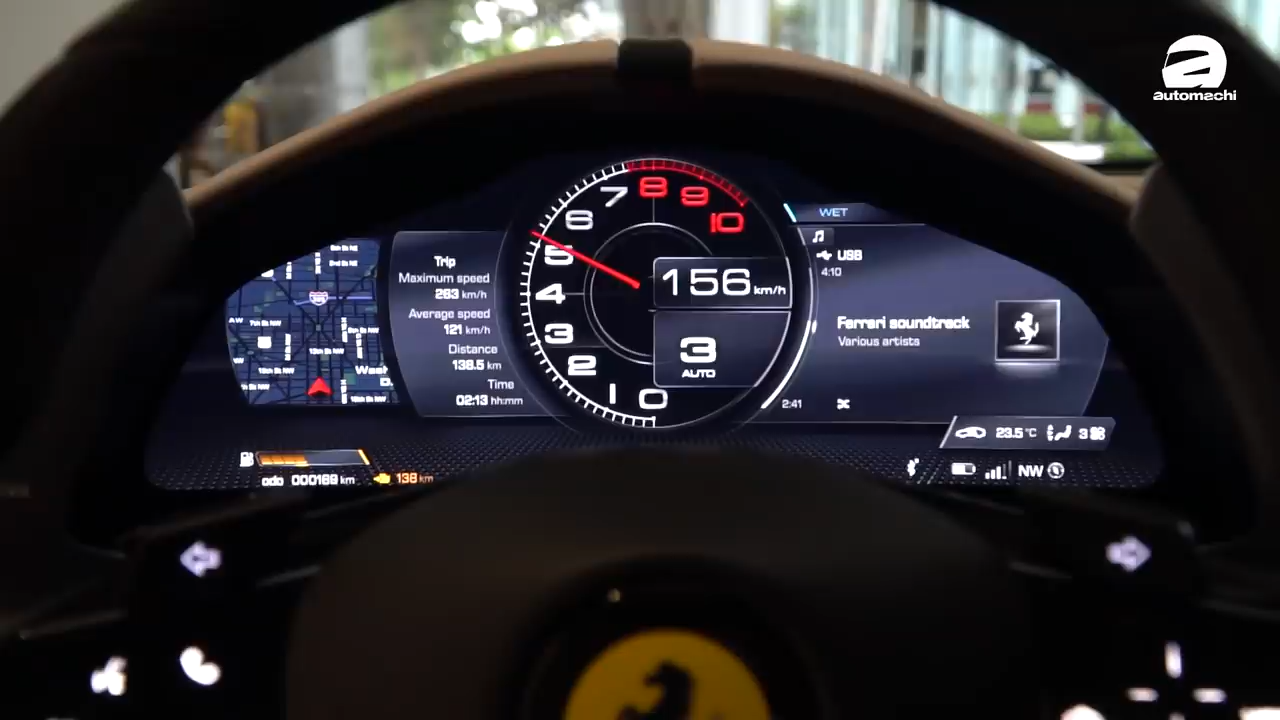 automachi
7 8 9 10
6
5
4
3
2
1 0
156 km/h
3
AUTO
Trip
Maximum speed
263 km/h
Average speed
121 km/h
Distance
138.5 km
Time
02:13 hh:mm
WET
USB
4:10
Ferrari soundtrack
Various artists
2:41
23.5 °C
3
odo 000169 km
138 km
NW